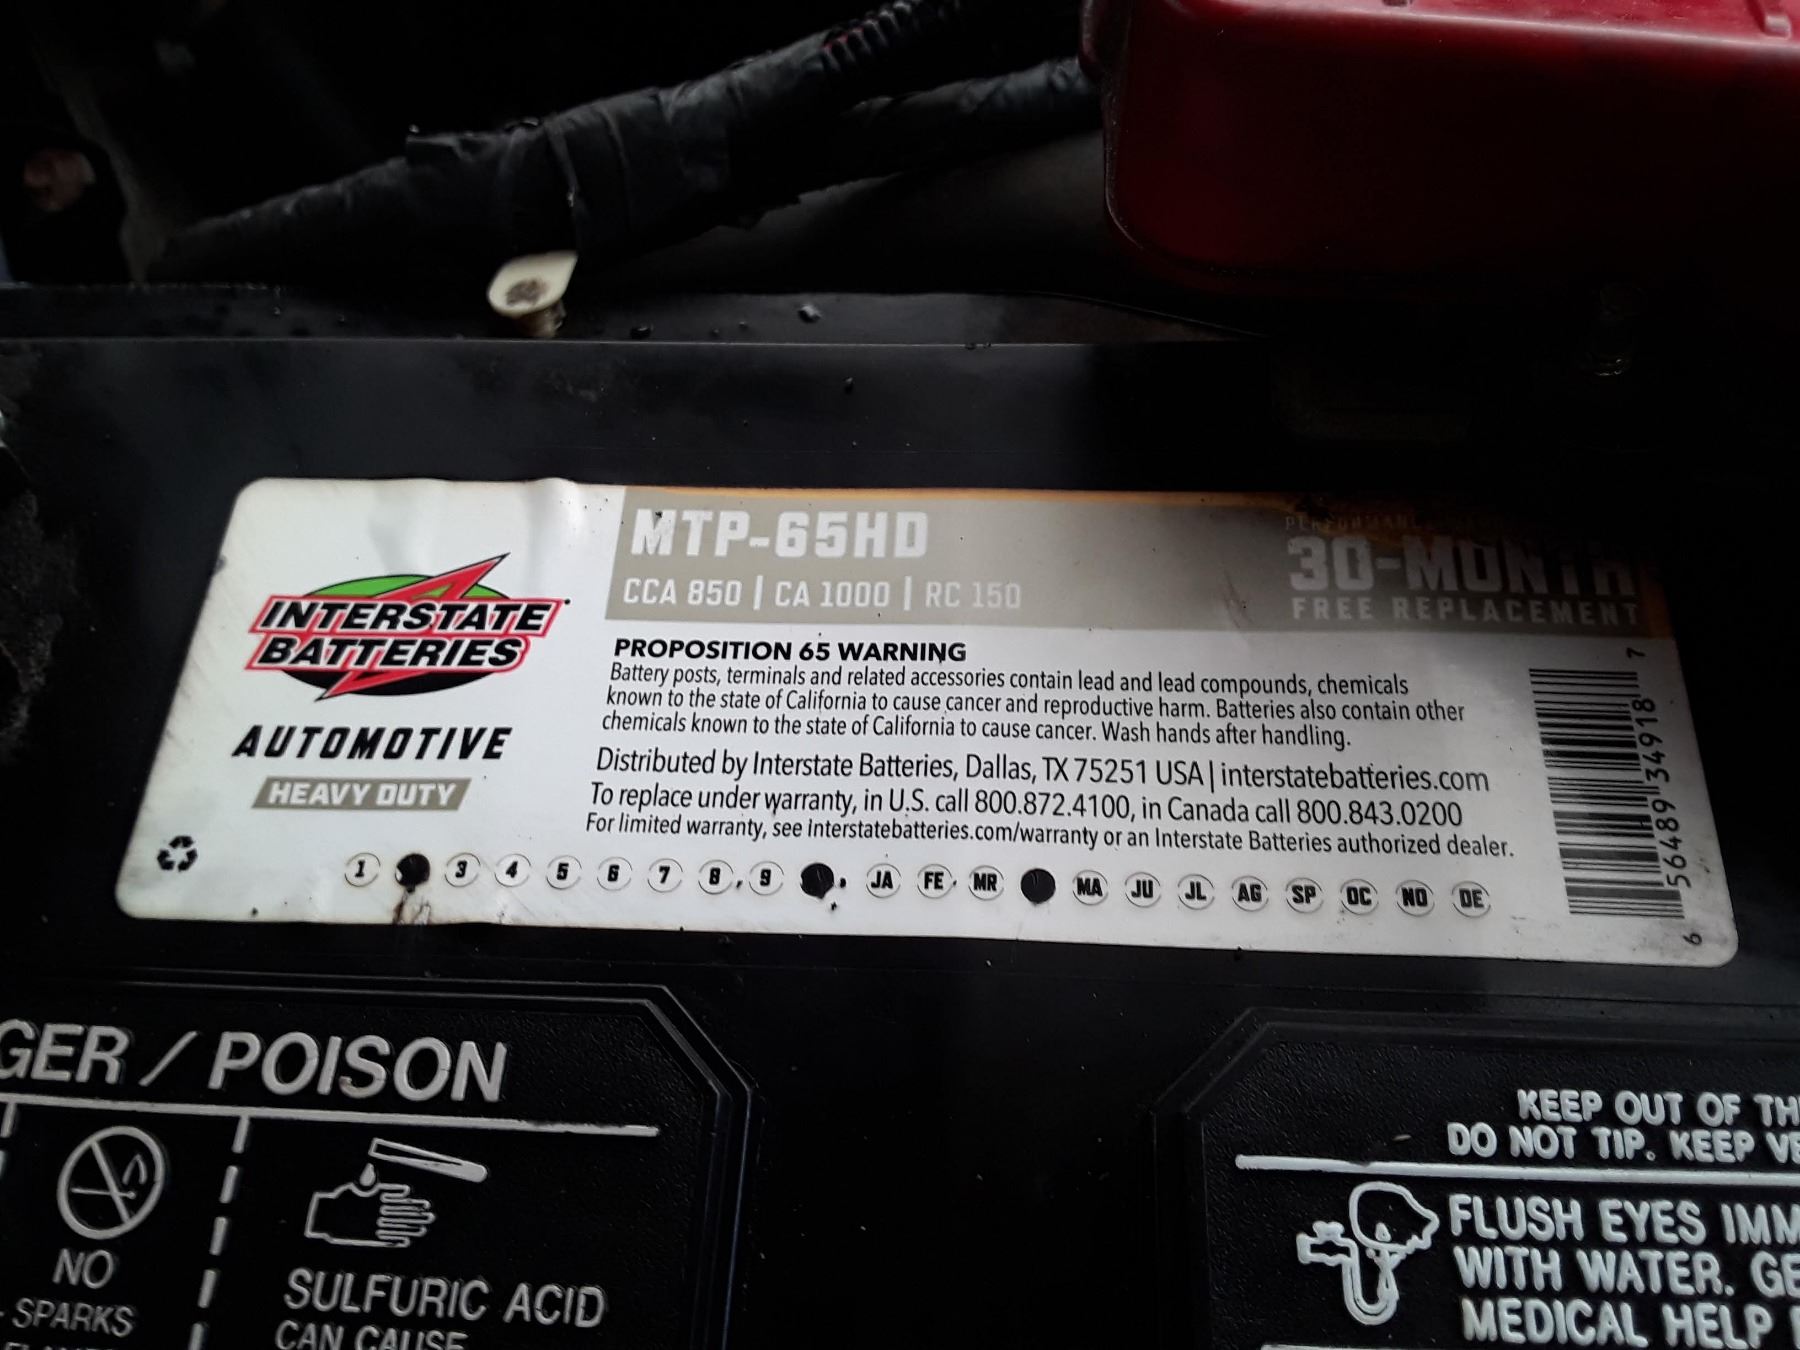 MTP-65HD
CCA 850 | CA 1000 | RC 150
30-MONTH
FREE REPLACEMENT
INTERSTATE
BATTERIES
AUTOMOTIVE
HEAVY DUTY
PROPOSITION 65 WARNING
Battery posts, terminals and related accessories contain lead and lead compounds, chemicals
known to the state of California to cause cancer and reproductive harm. Batteries also contain other
chemicals known to the state of California to cause cancer. Wash hands after handling.
Distributed by Interstate Batteries, Dallas, TX 75251 USA | interstatebatteries.com
To replace under warranty, in U.S. call 800.872.4100, in Canada call 800.843.0200
For limited warranty, see Interstatebatteries.com/warranty or an Interstate Batteries authorized dealer.
1 3 4 5 6 7 8 9 JA FE MR MA JU JL AG SP OC NO DE
6 56489 34918 7
GER / POISON
NO
SPARKS
SULFURIC ACID
CAN CAUSE
KEEP OUT OF TH
DO NOT TIP. KEEP VE
FLUSH EYES IMM
WITH WATER. GE
MEDICAL HELP